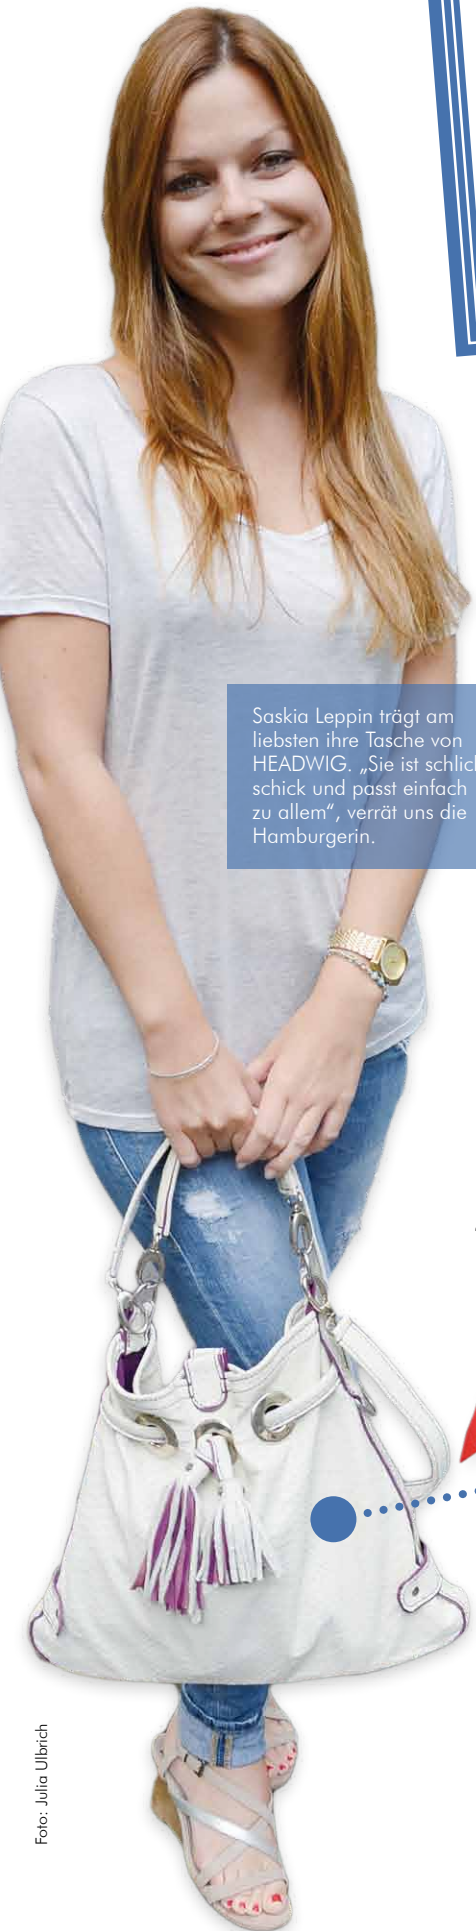 Saskia Leppin trägt am
liebsten ihre Tasche von
HEADWIG. „Sie ist
schick und passt einfach
zu allem“, verrät uns die
Hamburgerin.
Foto: Julia Ulbrich